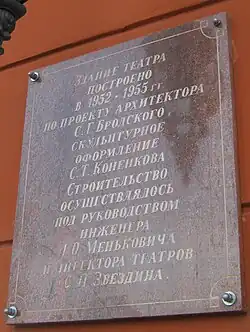 Здание театра
построено
в 1952-1955 гг.
по проекту архитектора
С.Г. Бродского,
скульптурное
оформление
С.Т. Коненкова
Строительство
осуществлялось
под руководством
инженера
Меньковича
и директора театров
Звездина.